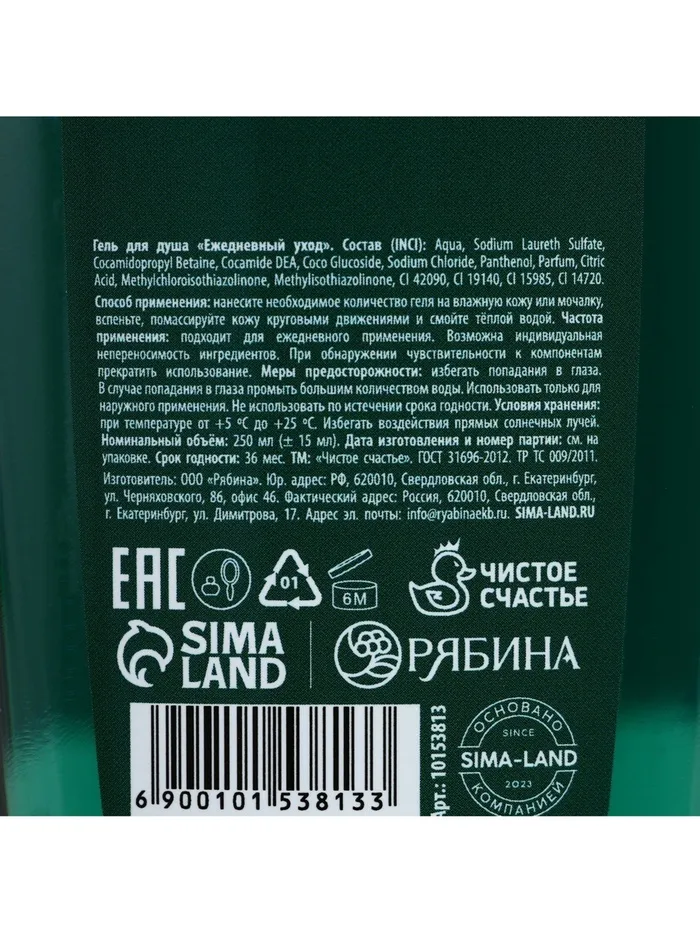 Гель для душа «Ежедневный уход». Состав (INCI): Aqua, Sodium Laureth Sulfate,
Cocamidopropyl Betaine, Cocamide DEA, Coco Glucoside, Sodium Chloride, Panthenol, Parfum, Citric
Acid, Methylchloroisothiazolinone, Methylisothiazolinone, CI 42090, CI 19140, CI 15985, CI 14720.
Способ применения: нанесите необходимое количество геля на влажную кожу или мочалку,
вспеньте, помассируйте кожу круговыми движениями и смойте тёплой водой. Частота
применения: подходит для ежедневного применения. Возможна индивидуальная
непереносимость ингредиентов. При обнаружении чувствительности к компонентам
прекратить использование. Меры предосторожности: избегать попадания в глаза.
В случае попадания в глаза промыть большим количеством воды. Использовать только для
наружного применения. Не использовать по истечении срока годности. Условия хранения:
при температуре от +5 °C до +25 °C. Избегать воздействия прямых солнечных лучей.
Номинальный объём: 250 мл (± 15 мл). Дата изготовления и номер партии: см. на
упаковке. Срок годности: 36 мес. ТМ: «Чистое счастье». ГОСТ 31696-2012. ТР ТС 009/2011.
Изготовитель: ООО «Рябина». Юр. адрес: РФ, 620010, Свердловская обл., г. Екатеринбург,
ул. Черняховского, 86, офис 46. Фактический адрес: Россия, 620010, Свердловская обл.,
г. Екатеринбург, ул. Димитрова, 17. Адрес эл. почты: info@ryabinaekb.ru. SIMA-LAND.RU
EAC
01
6M
ЧИСТОЕ
СЧАСТЬЕ
SIMA
LAND
РЯБИНА
6 900101 538133
Арт.: 10153813
ОСНОВАНО
SINCE
SIMA-LAND
2023
КОМПАНИЕЙ